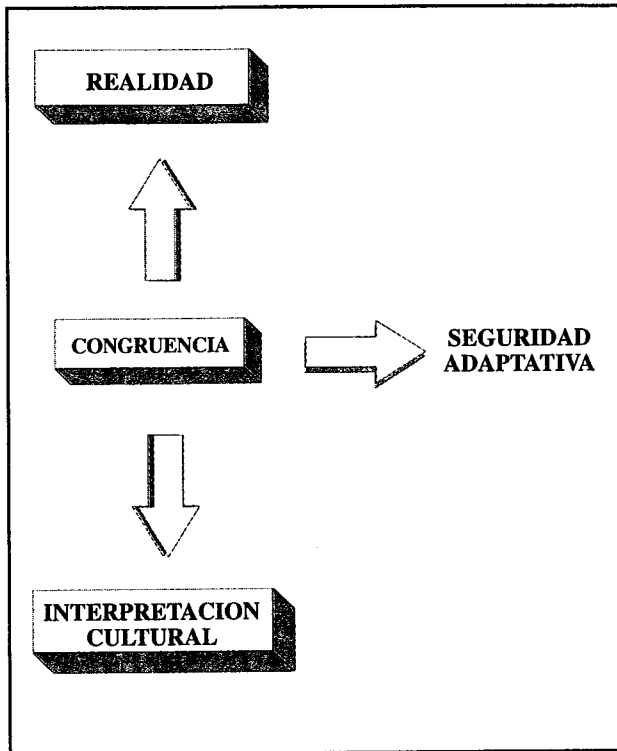 REALIDAD
CONGRUENCIA
SEGURIDAD
ADAPTATIVA
INTERPRETACION
CULTURAL